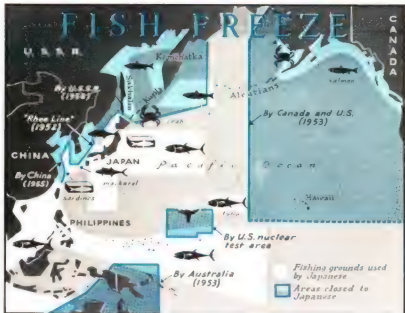 FISH FREEZE
U.S.S.R.
CANADA
Kamchatka
Sakhalin
By U.S.S.R.
Aleutians
salmon
crab
"Rhee Line"
(1952)
By Canada and U.S.
(1953)
CHINA
JAPAN
Pacific Ocean
By China
mackerel
sardines
Hawaii
tuna
PHILIPPINES
By U.S. nuclear
test area
By Australia
(1953)
Fishing grounds used
by Japanese
Areas closed to
Japanese